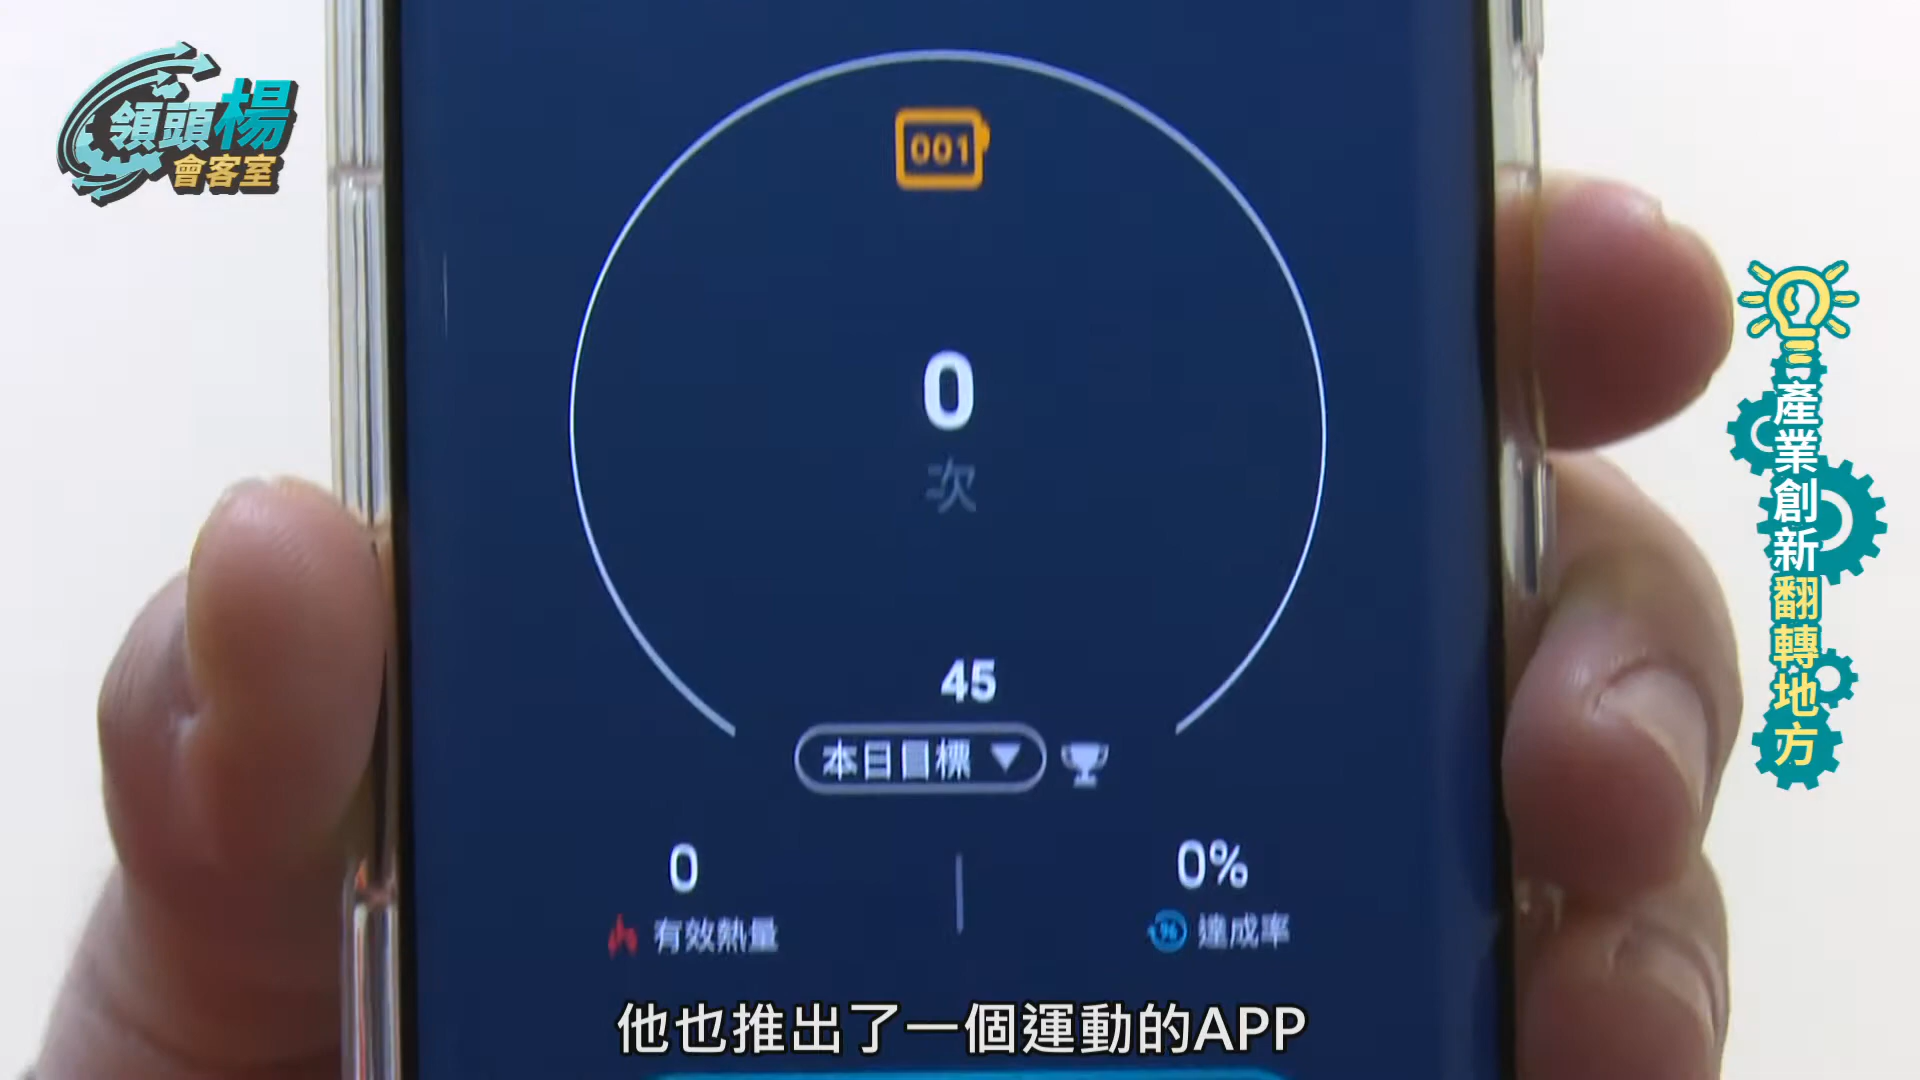 領頭楊
會客室
001
0
次
45
本日目標
0
有效熱量
0%
達成率
產業創新翻轉地方
他也推出了一個運動的APP